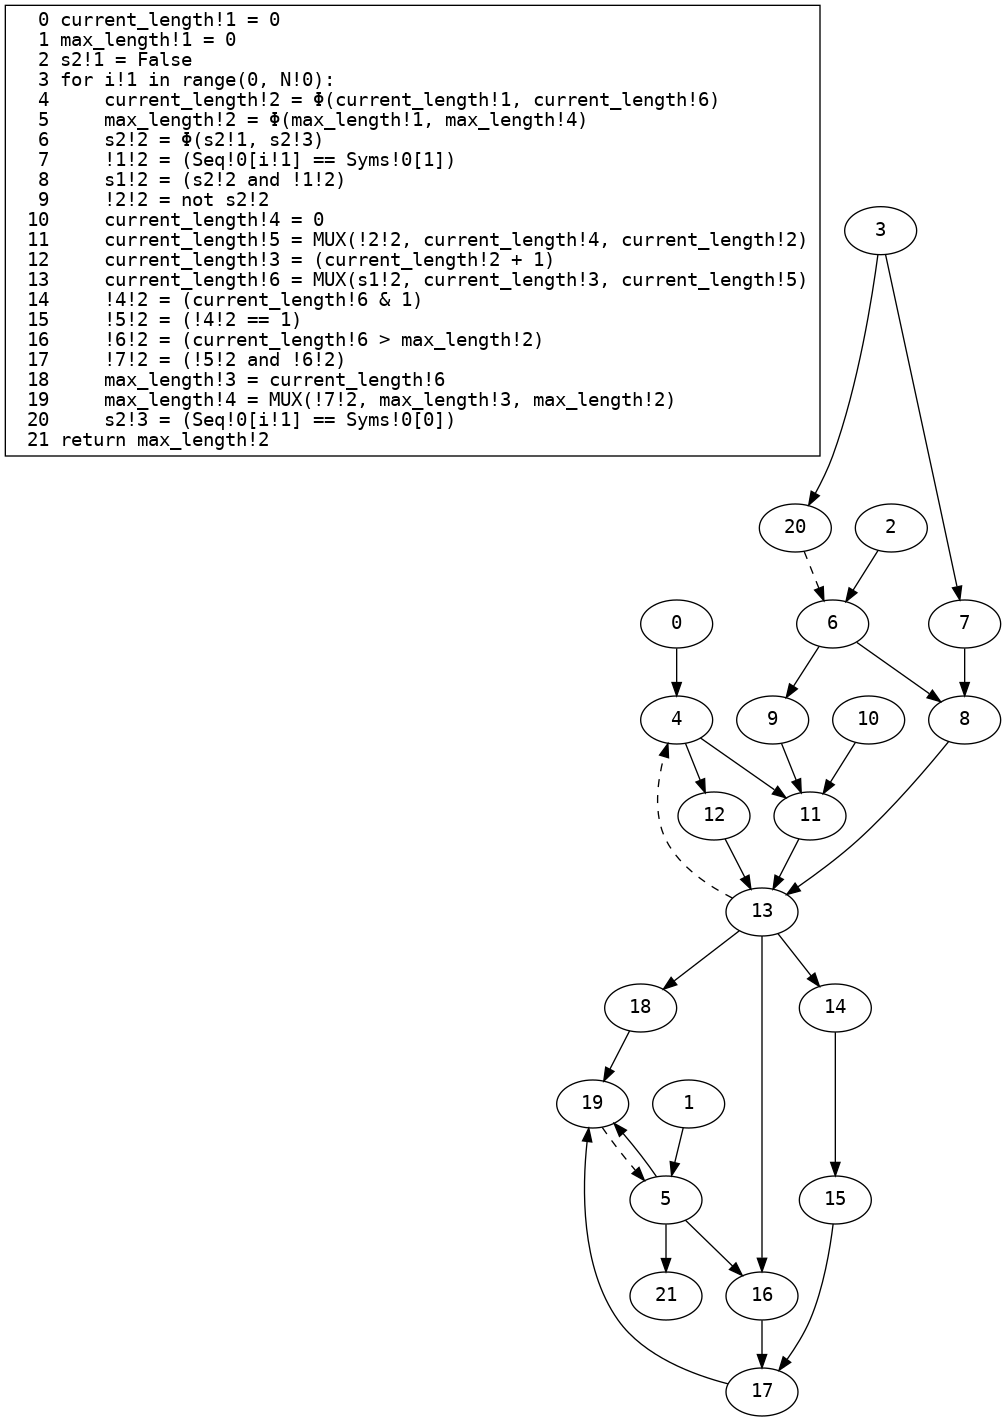 0 current_length!1 = 0
1 max_length!1 = 0
2 s2!1 = False
3 for i!1 in range(0, N!0):
4     current_length!2 = Φ(current_length!1, current_length!6)
5     max_length!2 = Φ(max_length!1, max_length!4)
6     s2!2 = Φ(s2!1, s2!3)
7     !1!2 = (Seq!0[i!1] == Syms!0[1])
8     s1!2 = (s2!2 and !1!2)
9     !2!2 = not s2!2
10     current_length!4 = 0
11     current_length!5 = MUX(!2!2, current_length!4, current_length!2)
12     current_length!3 = (current_length!2 + 1)
13     current_length!6 = MUX(s1!2, current_length!3, current_length!5)
14     !4!2 = (current_length!6 & 1)
15     !5!2 = (!4!2 == 1)
16     !6!2 = (current_length!6 > max_length!2)
17     !7!2 = (!5!2 and !6!2)
18     max_length!3 = current_length!6
19     max_length!4 = MUX(!7!2, max_length!3, max_length!2)
20     s2!3 = (Seq!0[i!1] == Syms!0[0])
21 return max_length!2
3
20
2
0
6
7
4
9
10
8
12
11
13
18
14
19
1
5
15
21
16
17